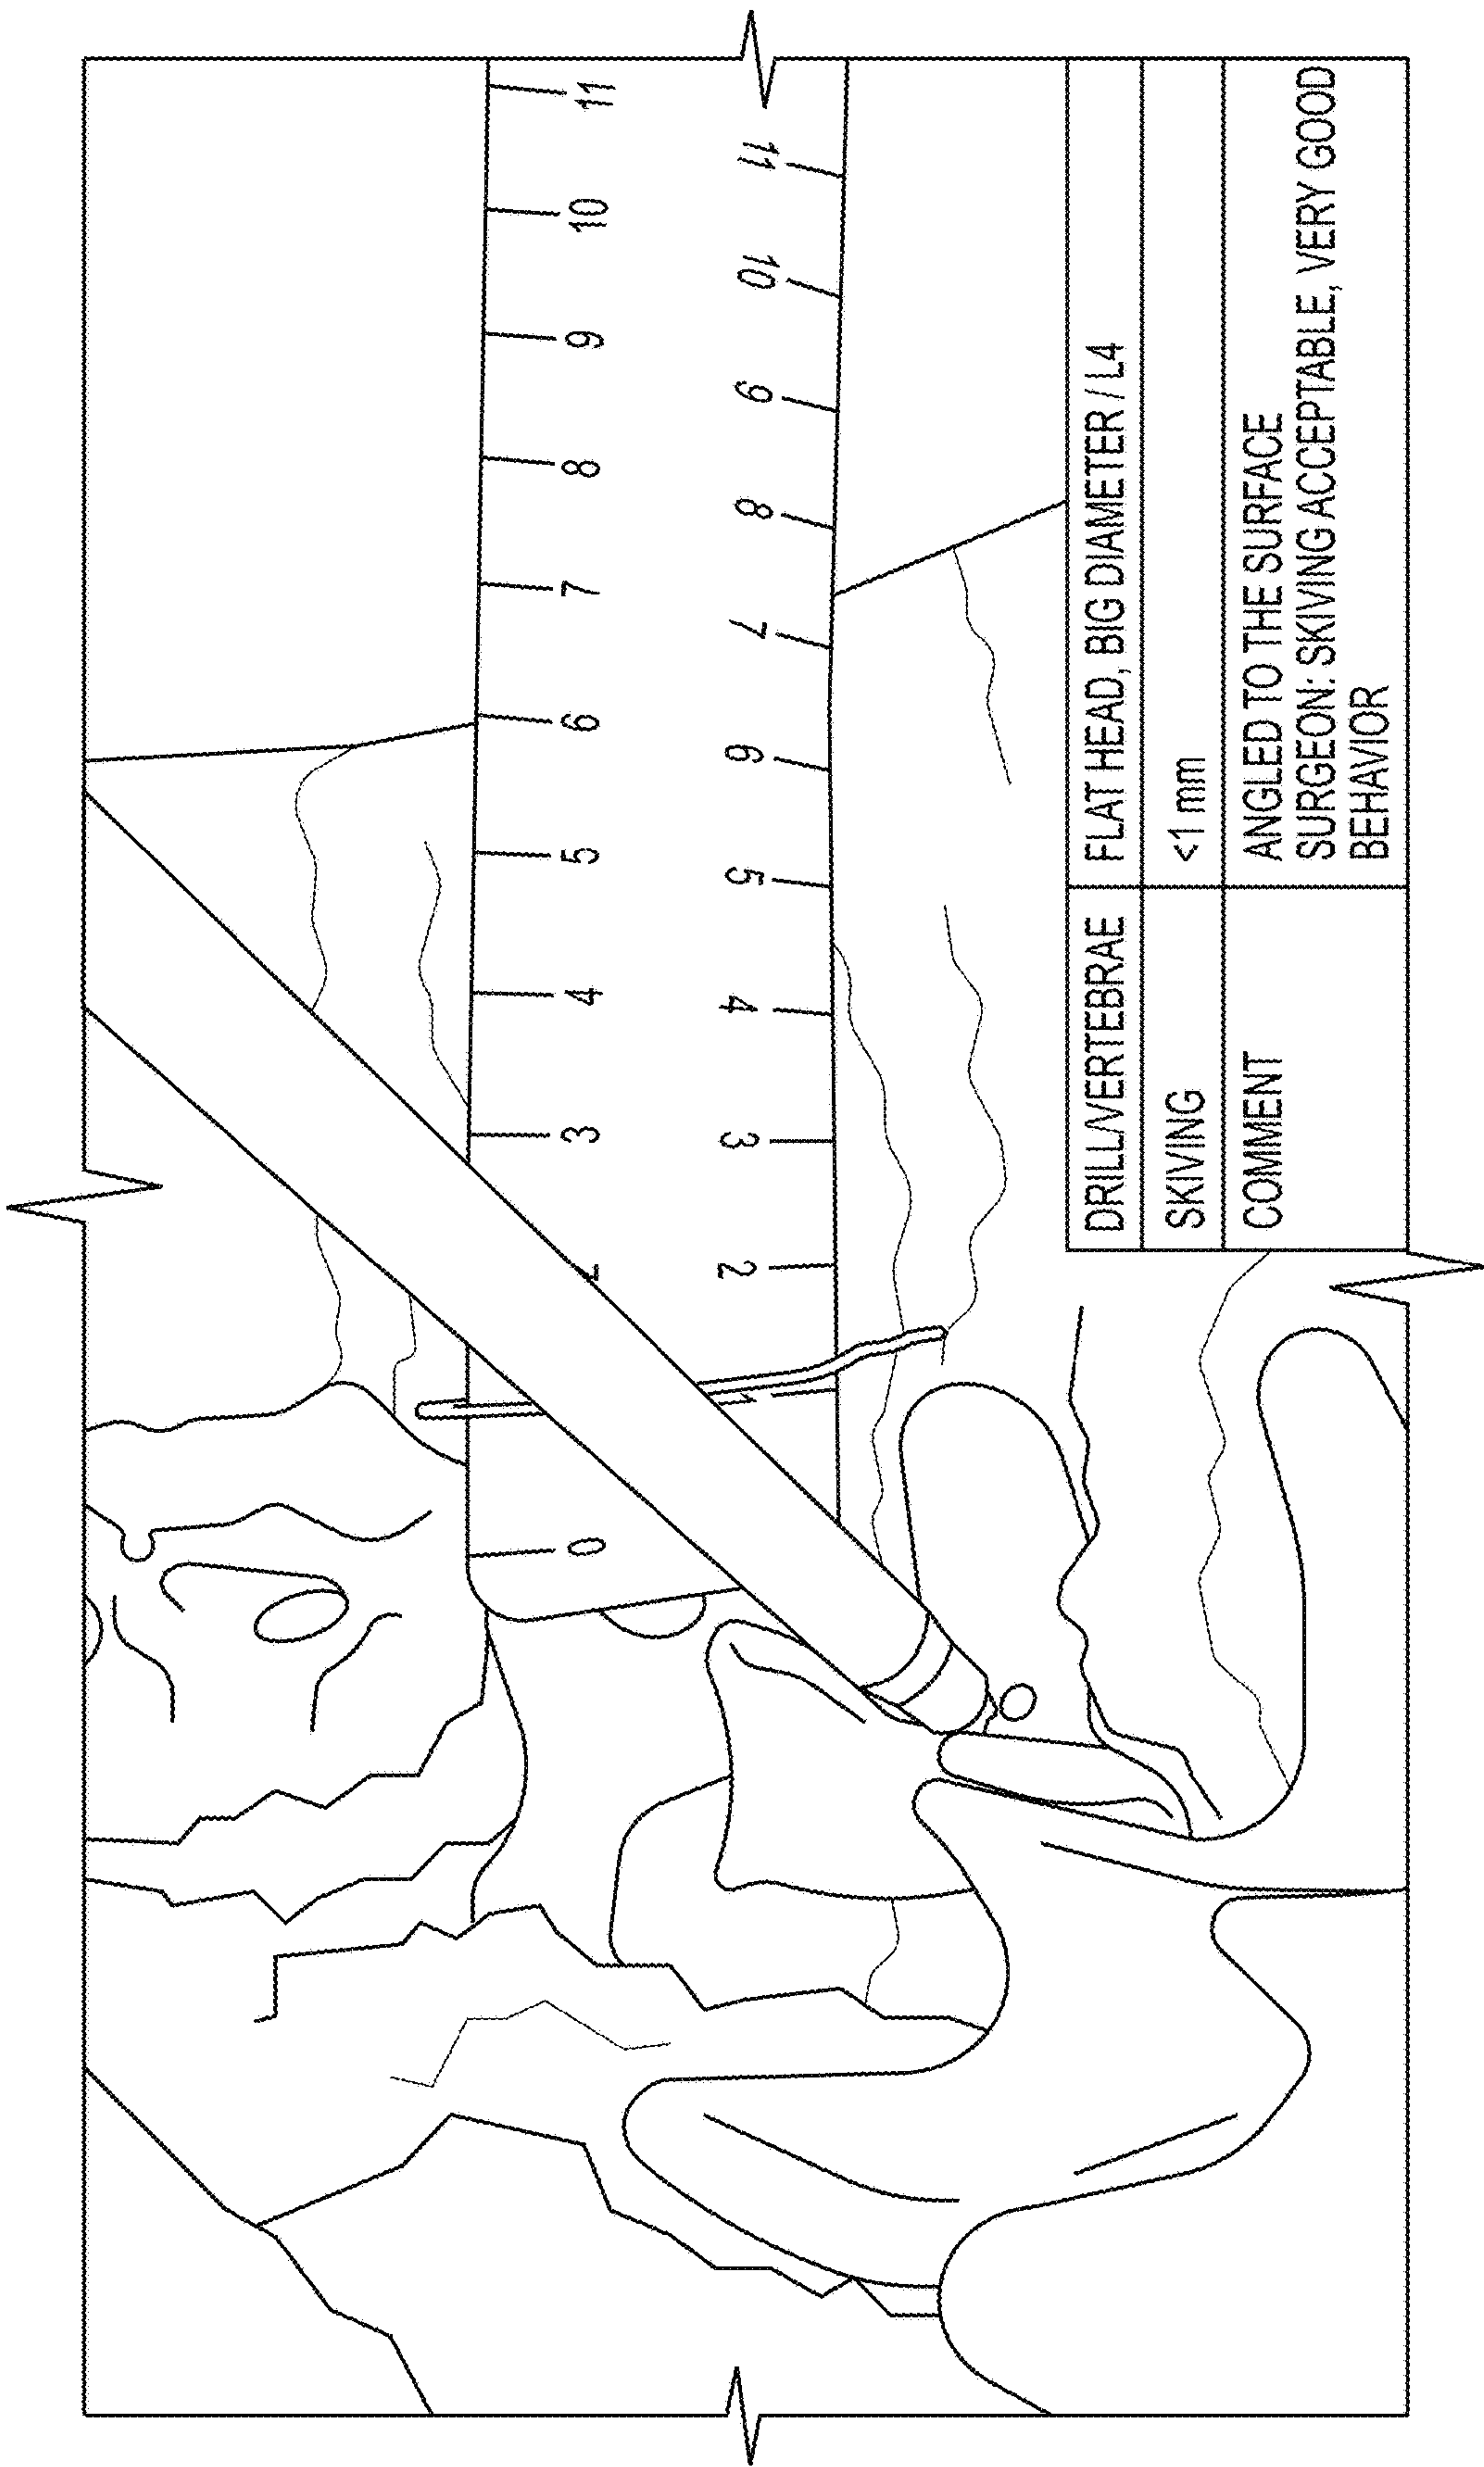 0 3 4 5 6 7 8 9 10 11
1 2 3 4 5 6 7 8 9 10 11
DRILL/VERTEBRAE FLAT HEAD, BIG DIAMETER / L4
SKIVING <1 mm
COMMENT ANGLED TO THE SURFACE
SURGEON: SKIVING ACCEPTABLE, VERY GOOD
BEHAVIOR